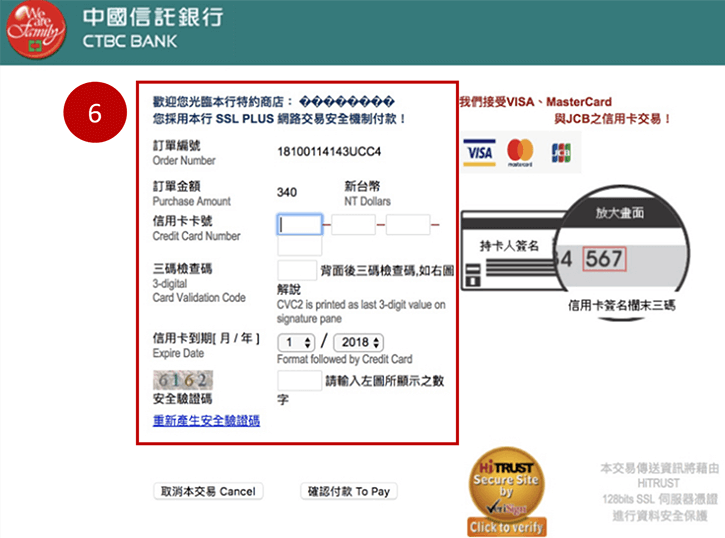 We are Family
中國信託銀行
CTBC BANK
6
歡迎您光臨本行特約商店： ��������
您採用本行 SSL PLUS 網路交易安全機制付款！
訂單編號
Order Number
18100114143UCC4
訂單金額
Purchase Amount
340
新台幣
NT Dollars
信用卡卡號
Credit Card Number
三碼檢查碼
3-digital
Card Validation Code
背面後三碼檢查碼,如右圖
解說
CVC2 is printed as last 3-digit value on
signature pane
信用卡到期[ 月 / 年 ]
Expire Date
1 / 2018
Format followed by Credit Card
6162
安全驗證碼
請輸入左圖所顯示之數
字
重新產生安全驗證碼
取消本交易 Cancel
確認付款 To Pay
我們接受VISA、MasterCard
與JCB之信用卡交易！
VISA
MasterCard
JCB
放大畫面
持卡人簽名
4 567
信用卡簽名欄末三碼
HiTRUST
Secure Site
by
VeriSign
Click to verify
本交易傳送資訊將藉由
HiTRUST
128bits SSL 伺服器憑證
進行資料安全保護